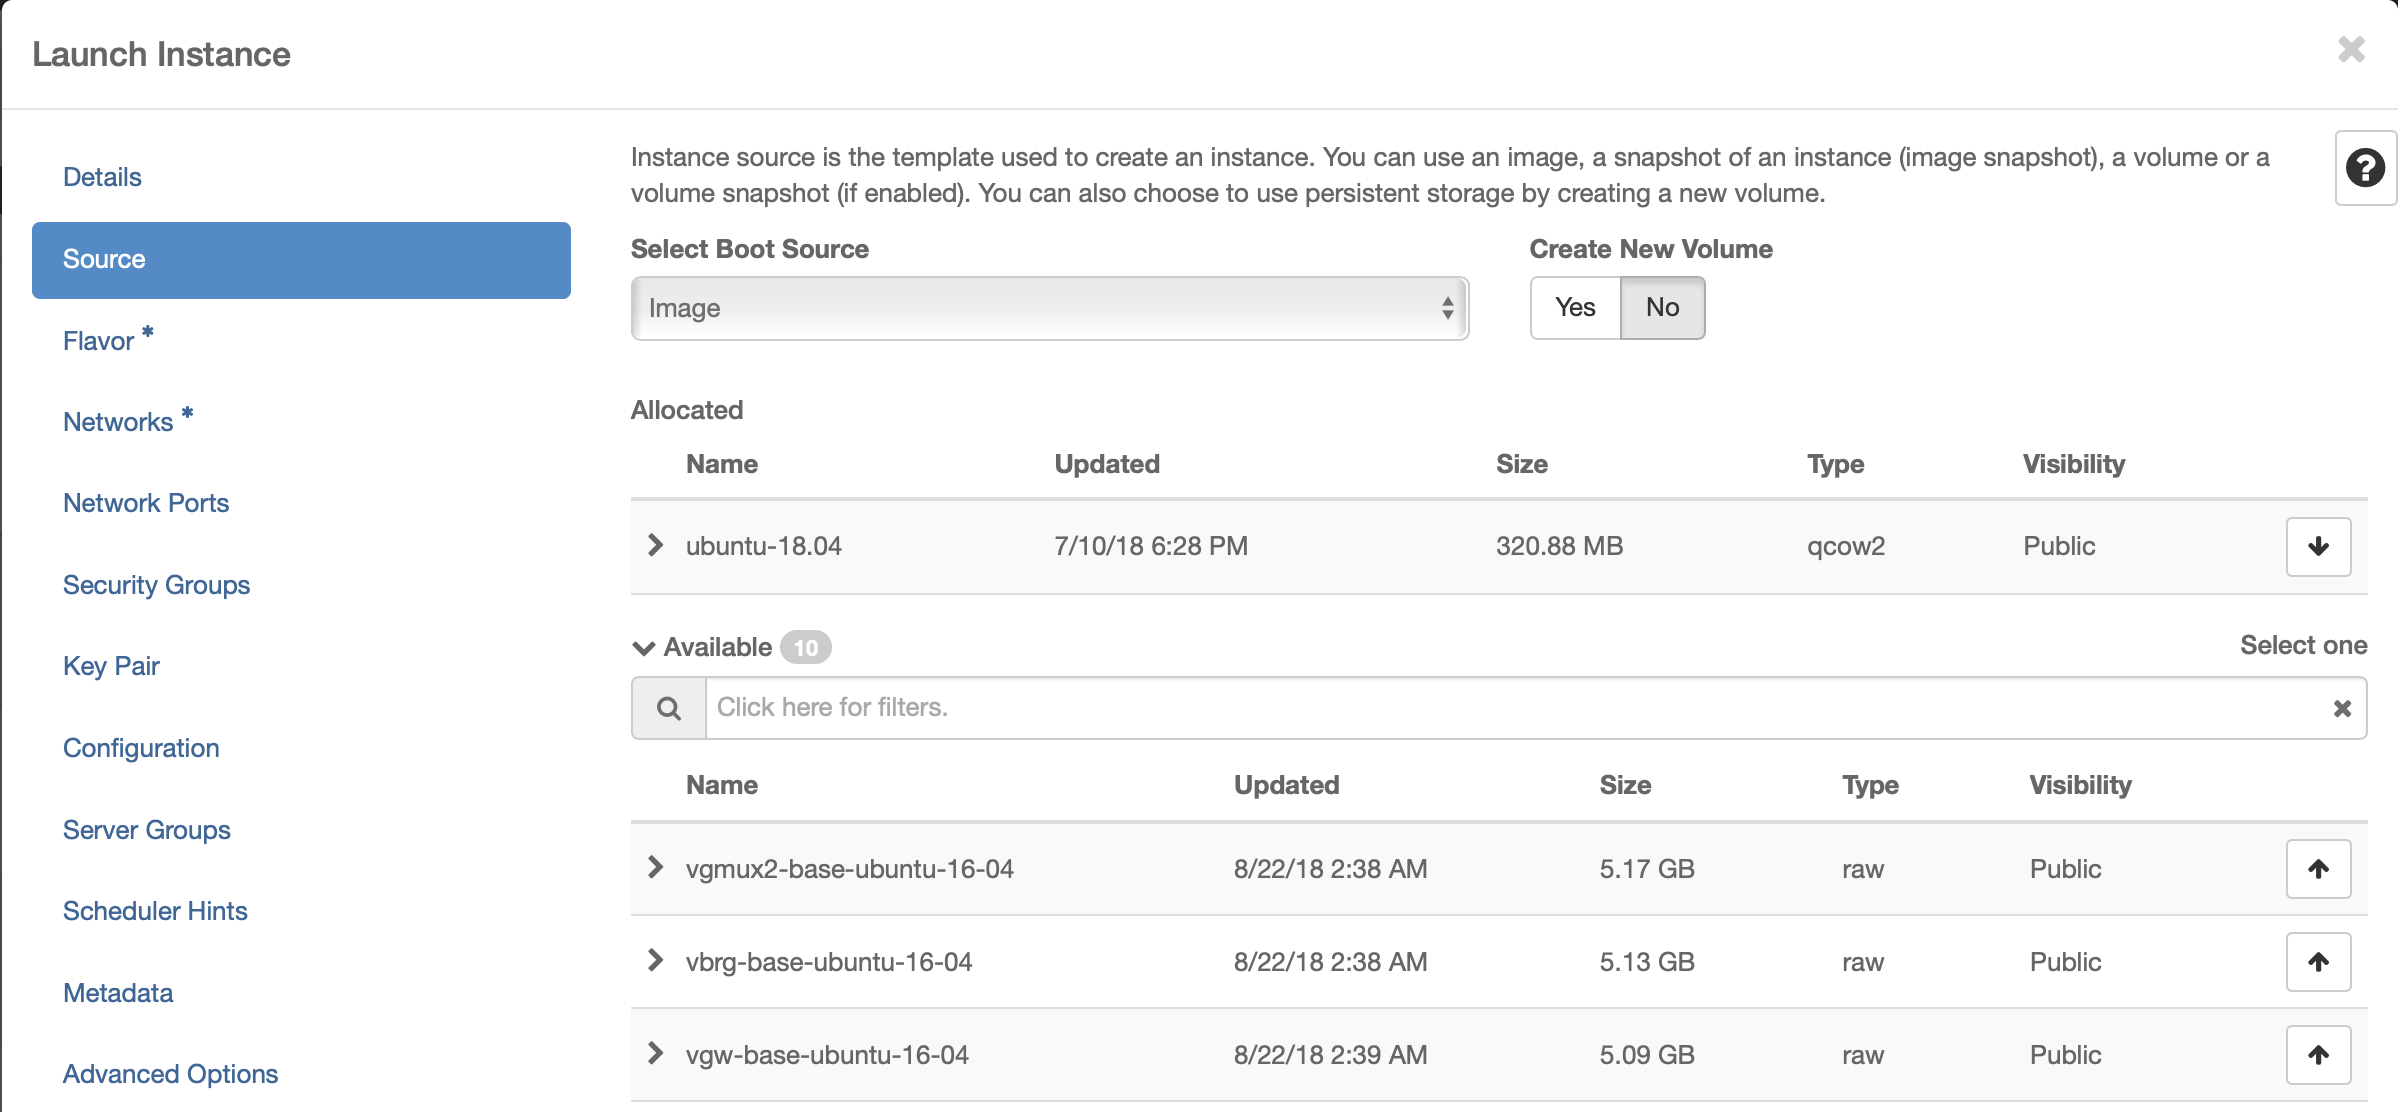 Launch Instance
Details
Source
Flavor *
Networks *
Network Ports
Security Groups
Key Pair
Configuration
Server Groups
Scheduler Hints
Metadata
Advanced Options
Instance source is the template used to create an instance. You can use an image, a snapshot of an instance (image snapshot), a volume or a
volume snapshot (if enabled). You can also choose to use persistent storage by creating a new volume.
Select Boot Source Create New Volume
Image Yes No
Allocated
Name Updated Size Type Visibility
ubuntu-18.04 7/10/18 6:28 PM 320.88 MB qcow2 Public
Available 10 Select one
Click here for filters.
Name Updated Size Type Visibility
vgmux2-base-ubuntu-16-04 8/22/18 2:38 AM 5.17 GB raw Public
vbrg-base-ubuntu-16-04 8/22/18 2:38 AM 5.13 GB raw Public
vgw-base-ubuntu-16-04 8/22/18 2:39 AM 5.09 GB raw Public